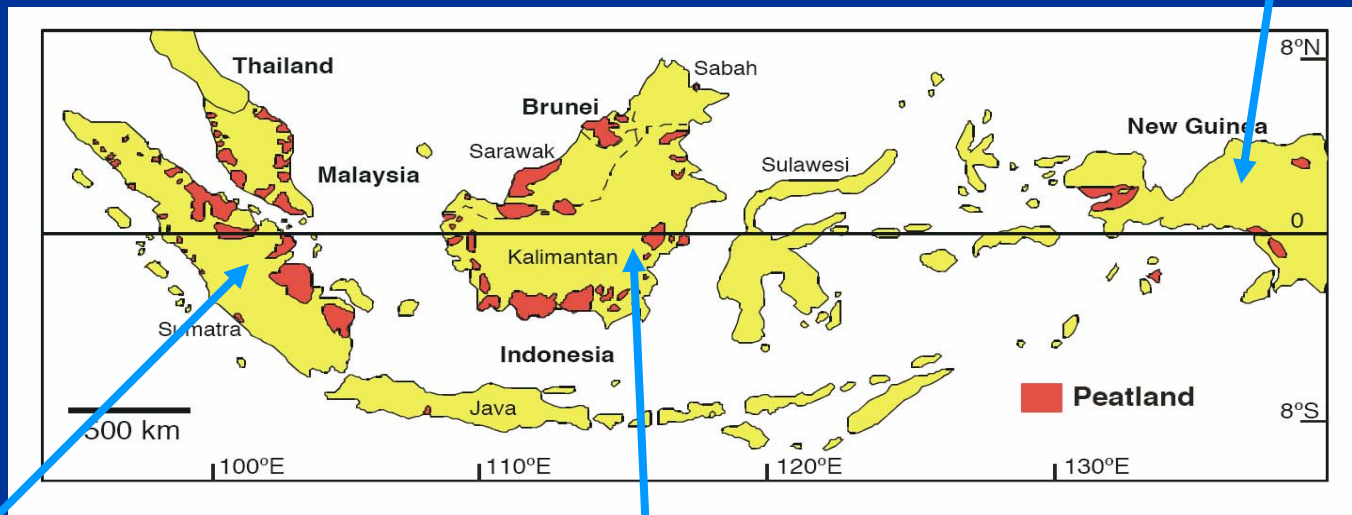 8ºN
Thailand
Sabah
Brunei
New Guinea
Sarawak
Sulawesi
Malaysia
0
Kalimantan
Sumatra
Indonesia
Peatland
Java
8ºS
500 km
100ºE
110ºE
120ºE
130ºE